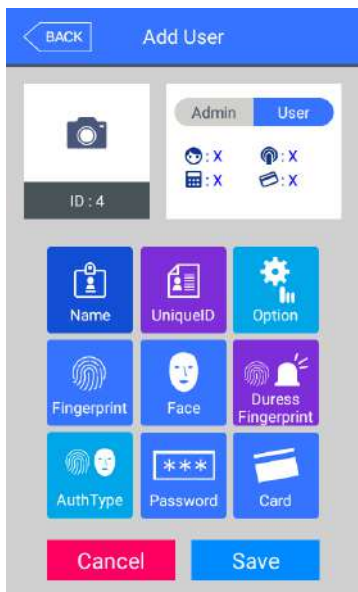 BACK Add User
Admin User
: X : X
ID : 4 : X : X
Name UniqueID Option
Fingerprint Face Duress
Fingerprint
AuthType *** Password Card
Cancel Save